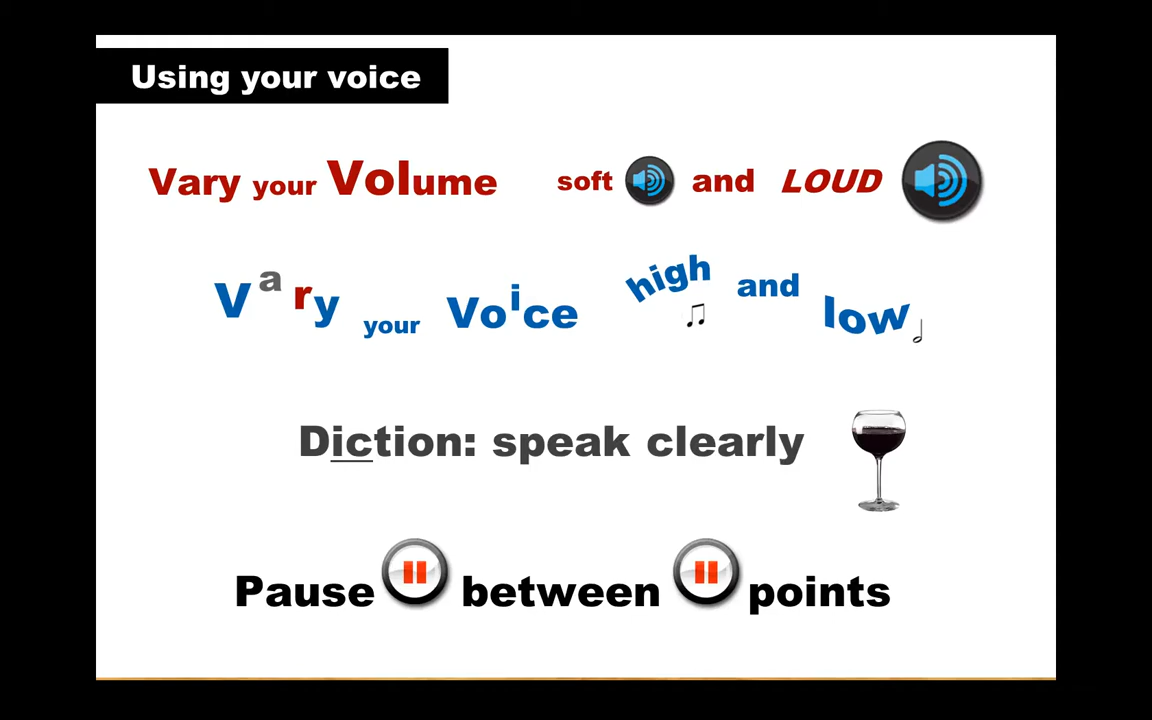 Using your voice
Vary your Volume soft and LOUD
Vary your Voice high and low
Diction: speak clearly
Pause between points